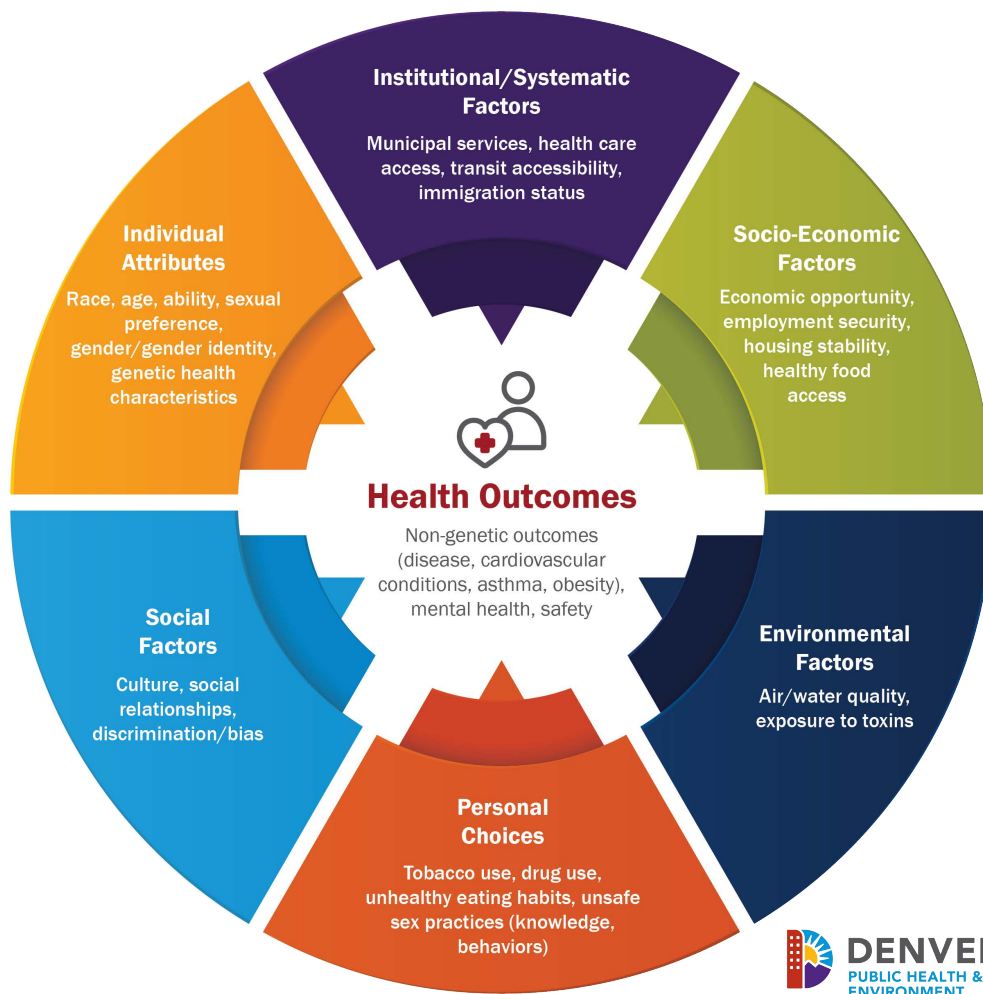 Institutional/Systematic
Factors
Municipal services, health care
access, transit accessibility,
immigration status
Socio-Economic
Factors
Economic opportunity,
employment security,
housing stability,
healthy food
access
Environmental
Factors
Air/water quality,
exposure to toxins
Personal
Choices
Tobacco use, drug use,
unhealthy eating habits, unsafe
sex practices (knowledge,
behaviors)
Social
Factors
Culture, social
relationships,
discrimination/bias
Individual
Attributes
Race, age, ability, sexual
preference,
gender/gender identity,
genetic health
characteristics
Health Outcomes
Non-genetic outcomes
(disease, cardiovascular
conditions, asthma, obesity),
mental health, safety
DENVE
PUBLIC HEALTH &
ENVIRONMENT